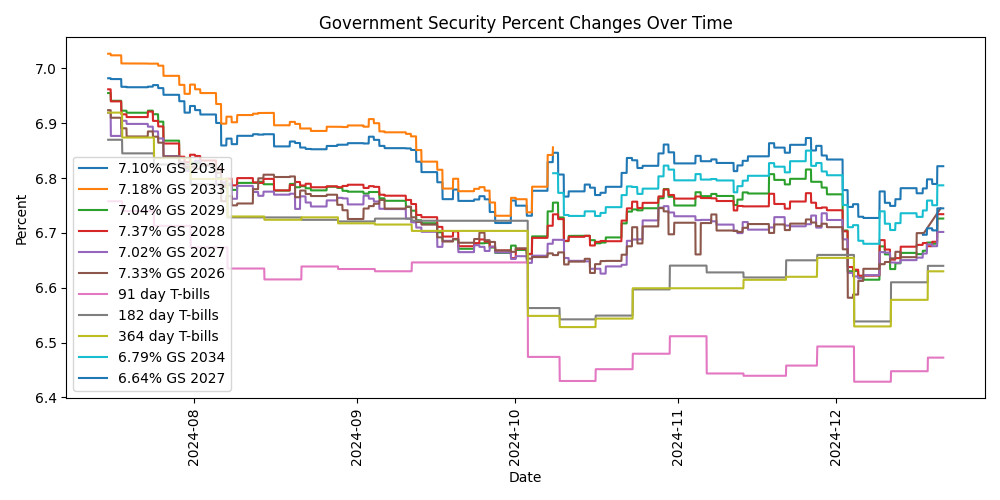 Government Security Percent Changes Over Time
Percent
7.0
6.9
6.8
6.7
6.6
6.5
6.4
7.10% GS 2034
7.18% GS 2033
7.04% GS 2029
7.37% GS 2028
7.02% GS 2027
7.33% GS 2026
91 day T-bills
182 day T-bills
364 day T-bills
6.79% GS 2034
6.64% GS 2027
2024-08
2024-09
2024-10
2024-11
2024-12
Date